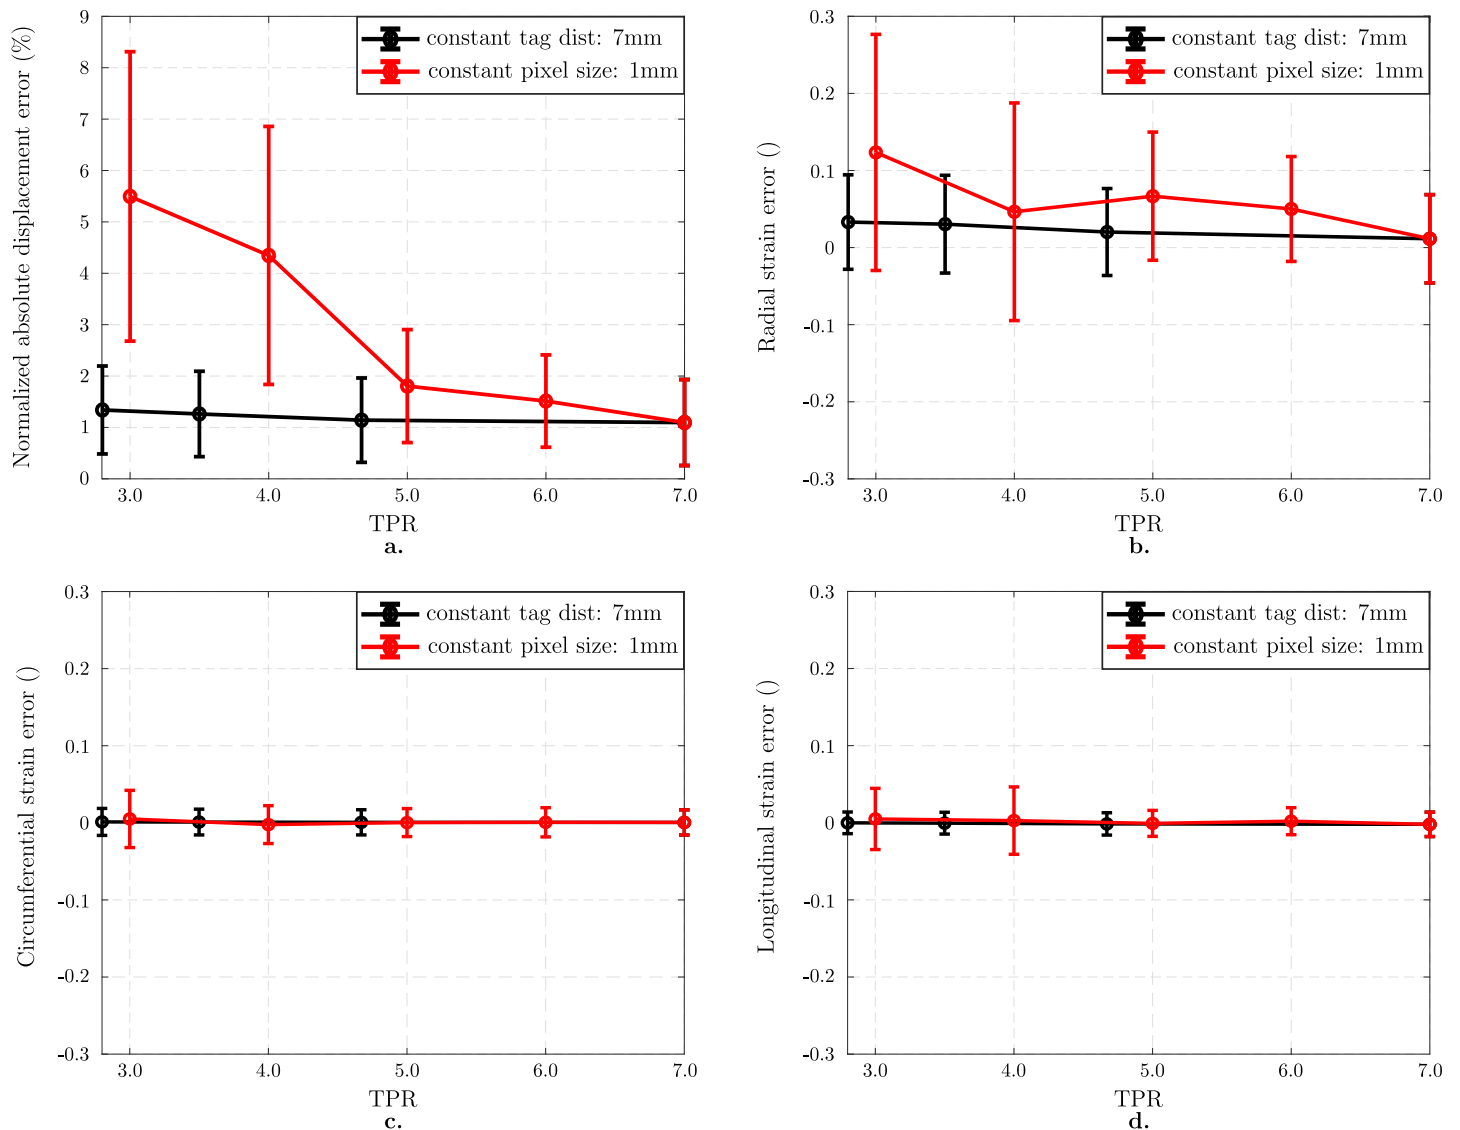 Normalized absolute displacement error (%)
9
8
7
6
5
4
3
2
1
0
constant tag dist: 7mm
constant pixel size: 1mm
3.0 4.0 5.0 6.0 7.0
TPR
a.
Radial strain error ()
0.3
0.2
0.1
0
-0.1
-0.2
-0.3
constant tag dist: 7mm
constant pixel size: 1mm
3.0 4.0 5.0 6.0 7.0
TPR
b.
Circumferential strain error ()
0.3
0.2
0.1
0
-0.1
-0.2
-0.3
constant tag dist: 7mm
constant pixel size: 1mm
3.0 4.0 5.0 6.0 7.0
TPR
c.
Longitudinal strain error ()
0.3
0.2
0.1
0
-0.1
-0.2
-0.3
constant tag dist: 7mm
constant pixel size: 1mm
3.0 4.0 5.0 6.0 7.0
TPR
d.